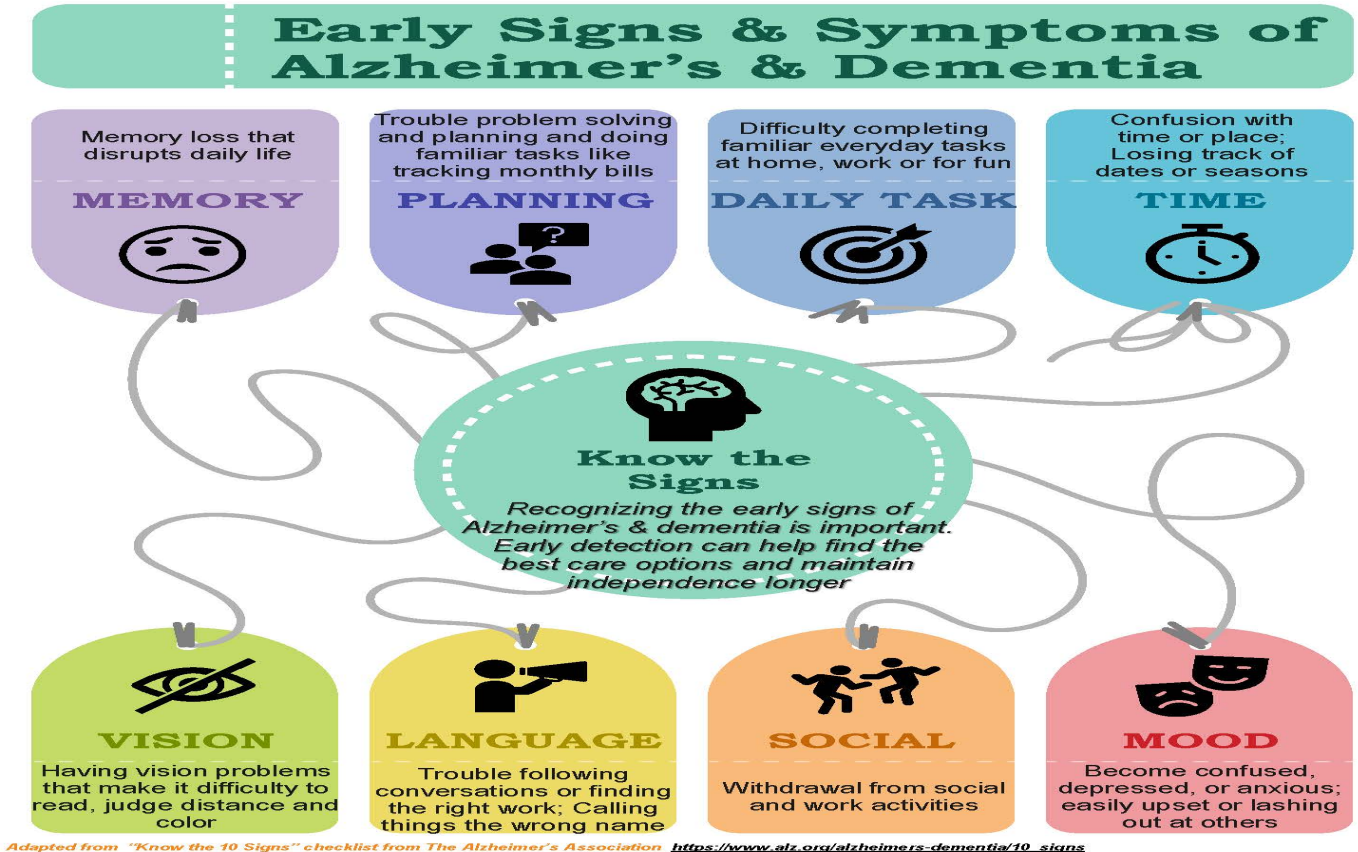 Early Signs & Symptoms of
Alzheimer's & Dementia
Memory loss that
disrupts daily life
MEMORY
Trouble problem solving
and planning and doing
familiar tasks like
tracking monthly bills
PLANNING
?
Difficulty completing
familiar everyday tasks
at home, work or for fun
DAILY TASK
Confusion with
time or place;
Losing track of
dates or seasons
TIME
Know the
Signs
Recognizing the early signs of
Alzheimer's & dementia is important.
Early detection can help find the
best care options and maintain
independence longer
VISION
Having vision problems
that make it difficulty to
read, judge distance and
color
LANGUAGE
Trouble following
conversations or finding
the right work; Calling
things the wrong name
SOCIAL
Withdrawal from social
and work activities
MOOD
Become confused,
depressed, or anxious;
easily upset or lashing
out at others
Adapted from "Know the 10 Signs" checklist from The Alzheimer's Association https://www.alz.org/alzheimers-dementia/10_signs